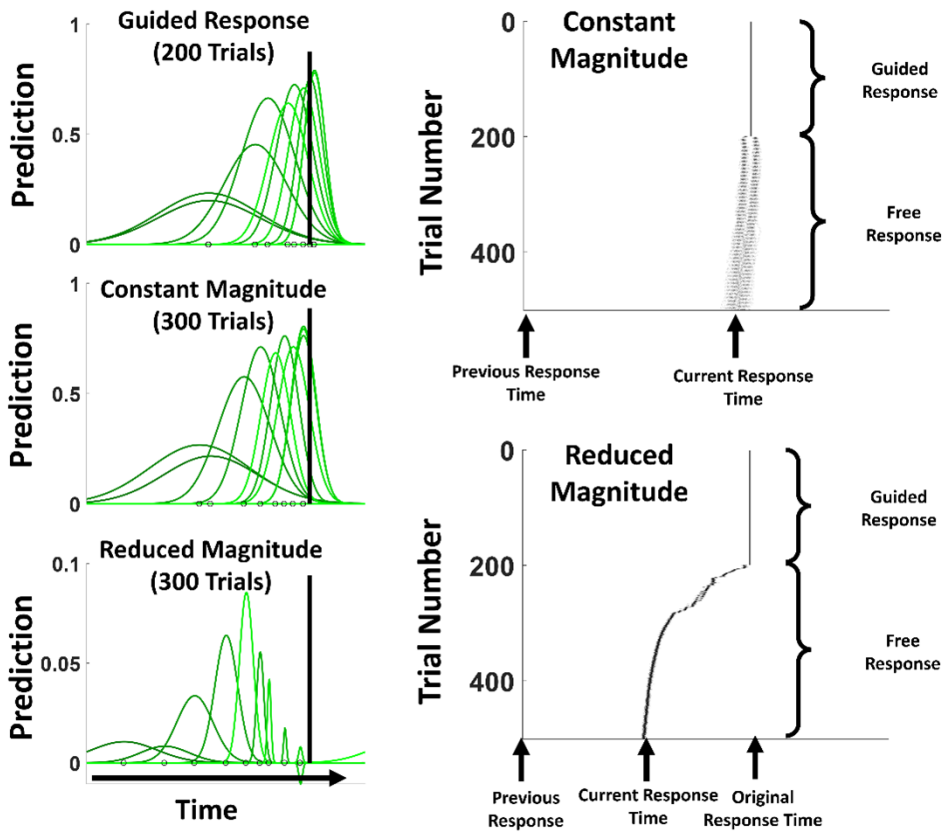 Guided Response
(200 Trials)
1
0.5
0
Prediction
Constant Magnitude
(300 Trials)
1
0.5
0
Prediction
Reduced Magnitude
(300 Trials)
0.1
0.05
0
Prediction
Time
Constant
Magnitude
0
200
400
Trial Number
Guided
Response
Free
Response
Previous Response
Time
Current Response
Time
Reduced
Magnitude
0
200
400
Trial Number
Guided
Response
Free
Response
Previous
Response
Current Response
Time
Original
Response Time